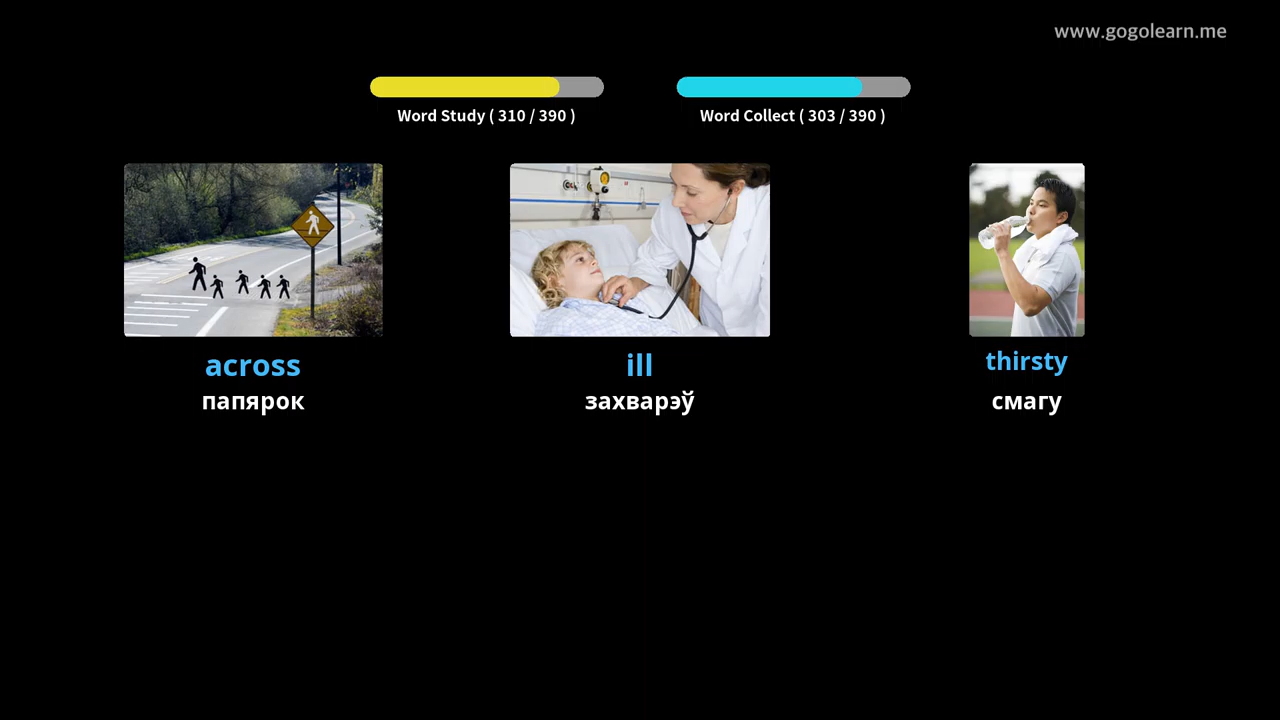 www.gogolearn.me
Word Study ( 310 / 390 )
Word Collect ( 303 / 390 )
across
ill
thirsty
папярок
захварэў
смагу